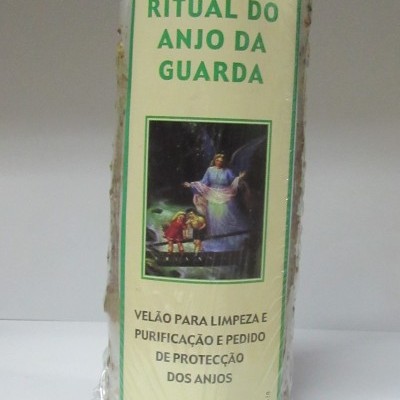 RITUAL DO
ANJO DA
GUARDA
VELÃO PARA LIMPEZA E
PURIFICAÇÃO E PEDIDO
DE PROTECÇÃO
DOS ANJOS